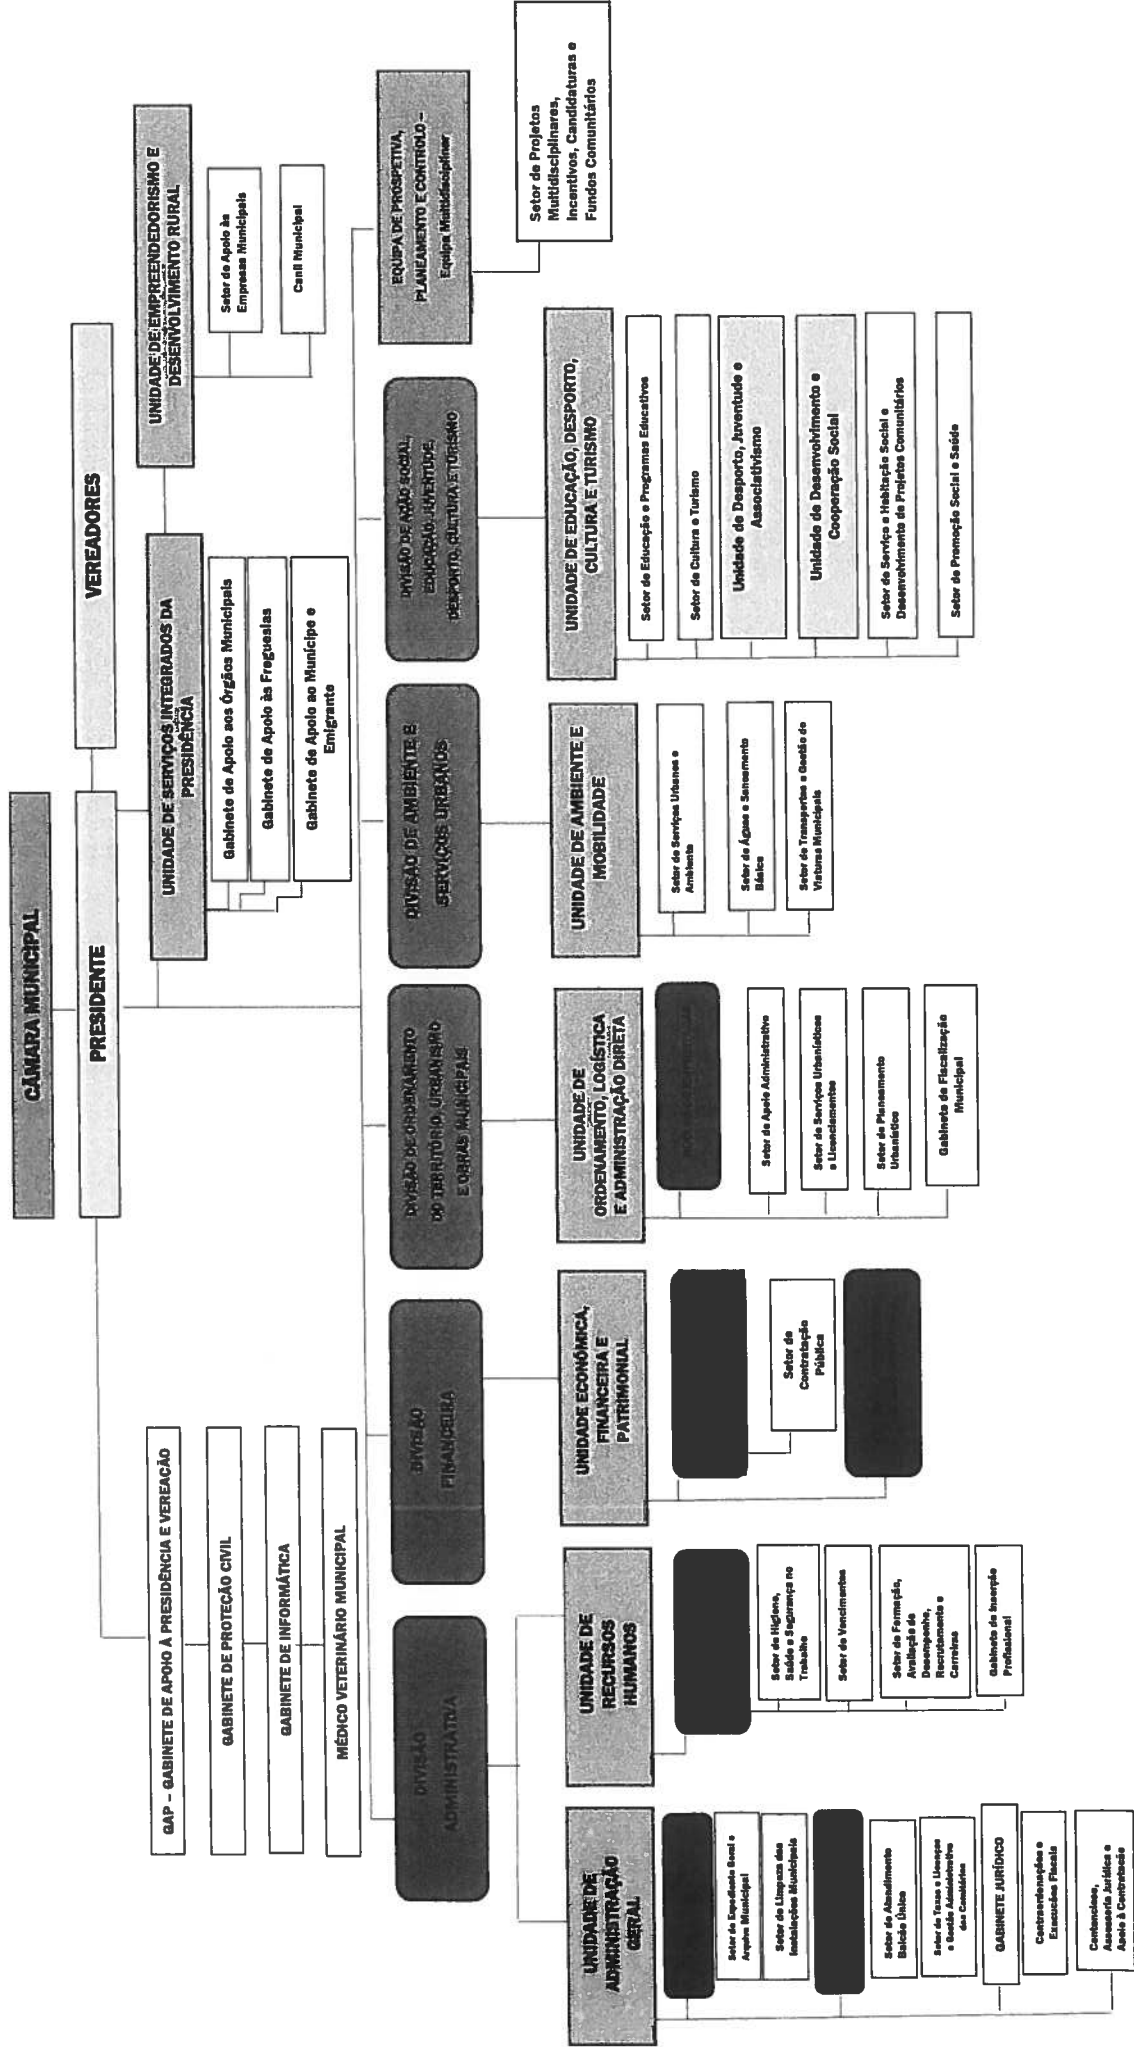 CÂMARA MUNICIPAL
PRESIDENTE
VEREADORES
GAP – GABINETE DE APOIO À PRESIDÊNCIA E VEREAÇÃO
GABINETE DE PROTEÇÃO CIVIL
GABINETE DE INFORMÁTICA
MÉDICO VETERINÁRIO MUNICIPAL
UNIDADE DE SERVIÇOS INTEGRADOS DA
PRESIDÊNCIA
Gabinete de Apoio aos Órgãos Municipais
Gabinete de Apoio às Freguesias
Gabinete de Apoio ao Munícipe e
Emigrante
UNIDADE DE EMPREENDEDORISMO E
DESENVOLVIMENTO RURAL
Setor de Apoio às
Empresas Municipais
Canil Municipal
DIVISÃO
ADMINISTRATIVA
DIVISÃO
FINANCEIRA
DIVISÃO DE ORDENAMENTO
DO TERRITÓRIO, URBANISMO
E OBRAS MUNICIPAIS
DIVISÃO DE AMBIENTE E
SERVIÇOS URBANOS
DIVISÃO DE AÇÃO SOCIAL,
EDUCAÇÃO, JUVENTUDE,
DESPORTO, CULTURA E TURISMO
EQUIPA DE PROSPETIVA,
PLANEAMENTO E CONTROLO –
Equipa Multidisciplinar
Setor de Projetos
Multidisciplinares,
Incentivos, Candidaturas e
Fundos Comunitários
UNIDADE DE
ADMINISTRAÇÃO
GERAL
Setor de Expediente Geral e
Arquivo Municipal
Setor de Limpeza das
Instalações Municipais
Setor de Atendimento
Balcão Único
Setor de Taxas e Licenças
e Gestão Administrativa
dos Cemitérios
GABINETE JURÍDICO
Contraordenações e
Execuções Fiscais
Contencioso,
Assessoria Jurídica e
Apoio à Contratação
UNIDADE DE
RECURSOS
HUMANOS
Setor de Higiene,
Saúde e Segurança no
Trabalho
Setor de Vencimentos
Setor de Formação,
Avaliação de
Desempenho,
Recrutamento e
Carreiras
Gabinete de Inserção
Profissional
UNIDADE ECONÓMICA,
FINANCEIRA E
PATRIMONIAL
Setor de
Contratação
Pública
UNIDADE DE
ORDENAMENTO, LOGÍSTICA
E ADMINISTRAÇÃO DIRETA
Setor de Apoio Administrativo
Setor de Serviços Urbanísticos
e Licenciamentos
Setor de Planeamento
Urbanístico
Gabinete de Fiscalização
Municipal
UNIDADE DE AMBIENTE E
MOBILIDADE
Setor de Serviços Urbanos e
Ambiente
Setor de Águas e Saneamento
Básico
Setor de Transportes e Gestão de
Viaturas Municipais
UNIDADE DE EDUCAÇÃO, DESPORTO,
CULTURA E TURISMO
Setor de Educação e Programas Educativos
Setor de Cultura e Turismo
Unidade de Desporto, Juventude e
Associativismo
Unidade de Desenvolvimento e
Cooperação Social
Setor de Serviço e Habitação Social e
Desenvolvimento de Projetos Comunitários
Setor de Promoção Social e Saúde